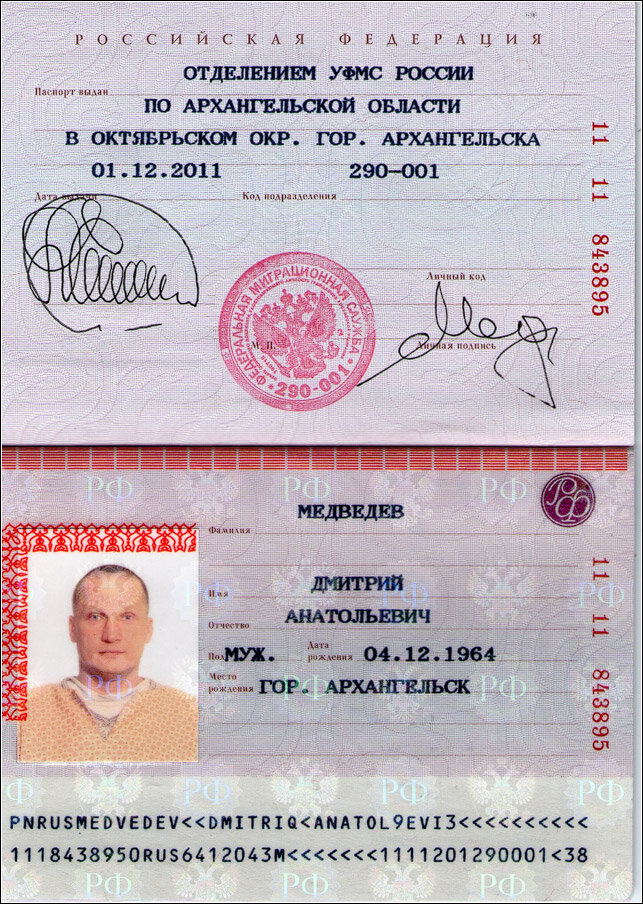 РОССИЙСКАЯ ФЕДЕРАЦИЯ
Паспорт выдан
ОТДЕЛЕНИЕМ УФМС РОССИИ
ПО АРХАНГЕЛЬСКОЙ ОБЛАСТИ
В ОКТЯБРЬСКОМ ОКР. ГОР. АРХАНГЕЛЬСКА
01.12.2011 290-001
Дата выдачи Код подразделения
11 11 843895
Личный код
Личная подпись
М.П.
ФЕДЕРАЛЬНАЯ МИГРАЦИОННАЯ СЛУЖБА
290-001
РФ
МЕДВЕДЕВ
Фамилия
ДМИТРИЙ
Имя
АНАТОЛЬЕВИЧ
Отчество
Пол МУЖ. Дата рождения 04.12.1964
Место рождения ГОР. АРХАНГЕЛЬСК
11 11 843895
PNRUSMEDVEDEV<<DMITRIQ<ANATOL9EVI3<<<<<<<<<<
1118438950RUS6412043M<<<<<<<1111201290001<38